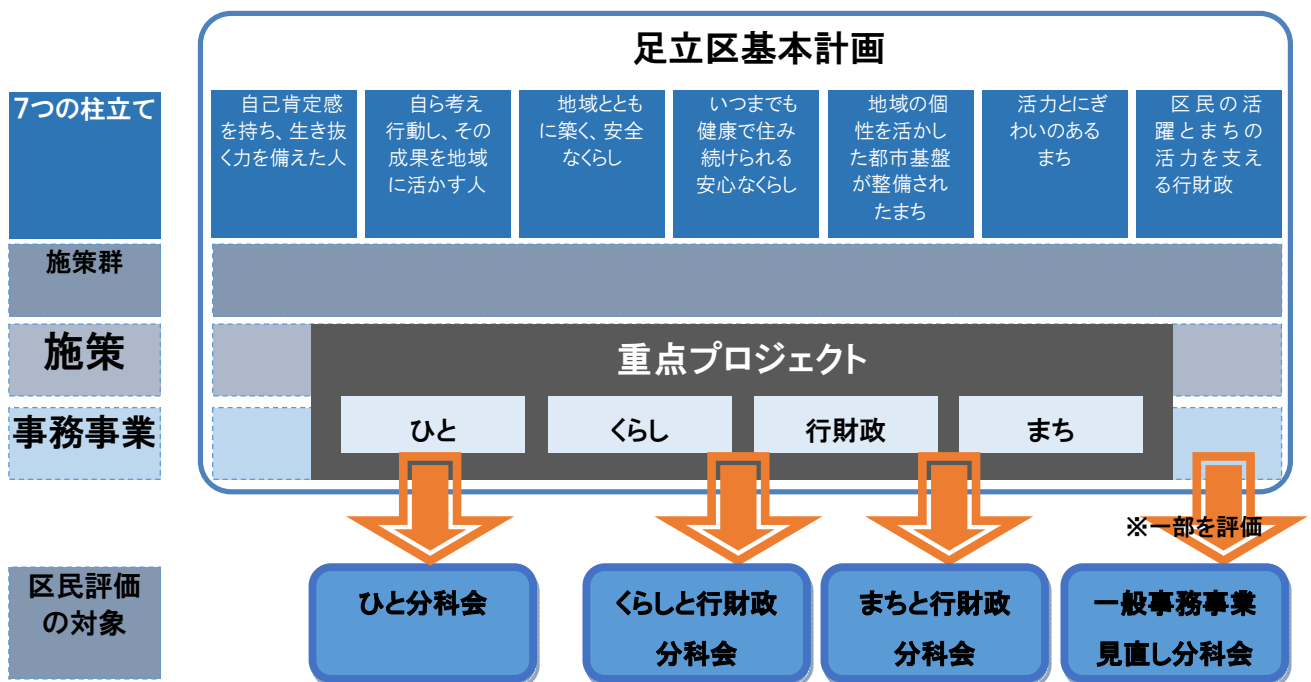 足立区基本計画
7つの柱立て
自己肯定感
を持ち、生き抜
く力を備えた人
自ら考え
行動し、その
成果を地域
に活かす人
地域ととも
に築く、安全
なくらし
いつまでも
健康で住み
続けられる
安心なくらし
地域の個
性を活かし
た都市基盤
が整備され
たまち
活力とにぎ
わいのある
まち
区民の活
躍とまちの
活力を支え
る行財政
施策群
施策
重点プロジェクト
事務事業
ひと
くらし
行財政
まち
※一部を評価
区民評価
の対象
ひと分科会
くらしと行財政
分科会
まちと行財政
分科会
一般事務事業
見直し分科会